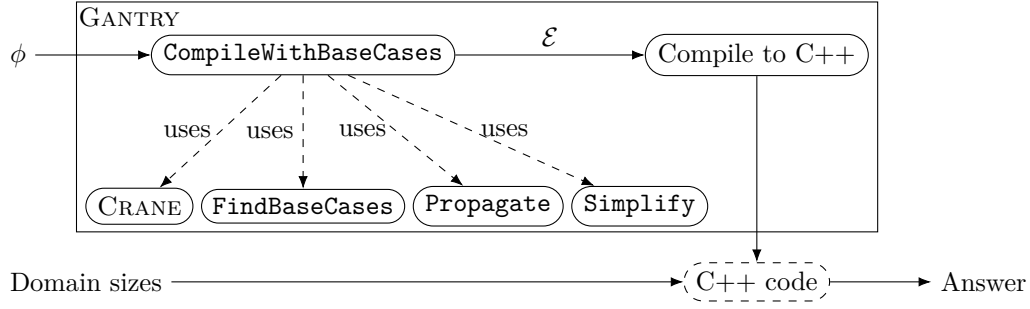 GANTRY
ϕ
CompileWithBaseCases
ℰ
Compile to C++
uses
uses
uses
uses
CRANE
FindBaseCases
Propagate
Simplify
Domain sizes
C++ code
Answer